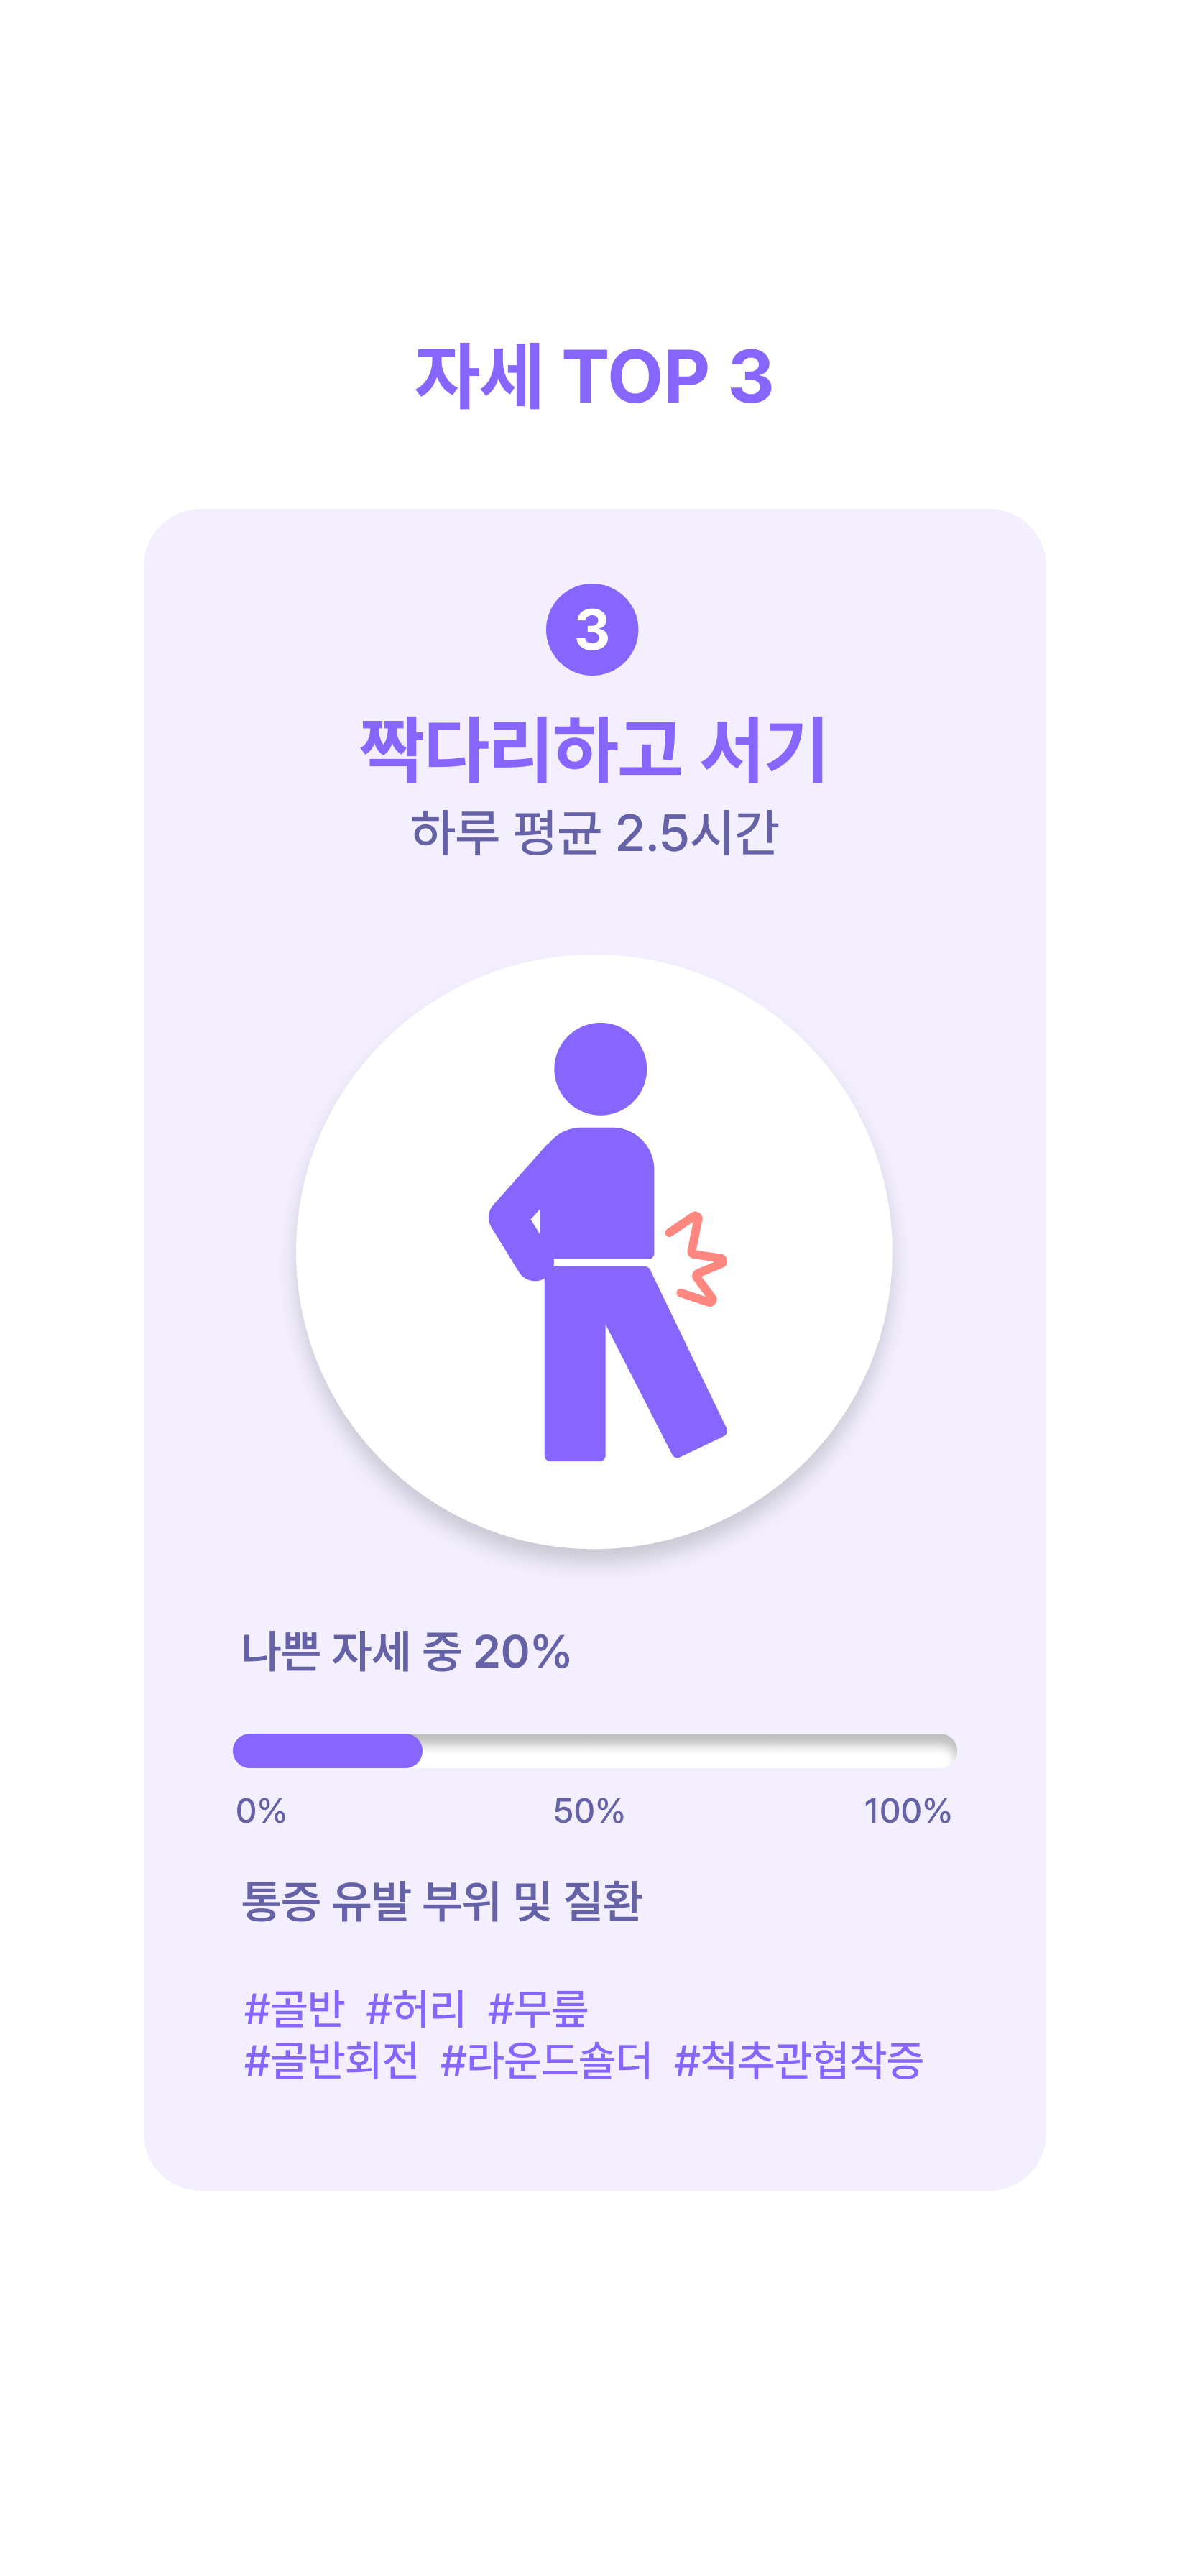 자세 TOP 3
3
짝다리하고 서기
하루 평균 2.5시간
나쁜 자세 중 20%
0% 50% 100%
통증 유발 부위 및 질환
#골반 #허리 #무릎
#골반회전 #라운드숄더 #척추관협착증